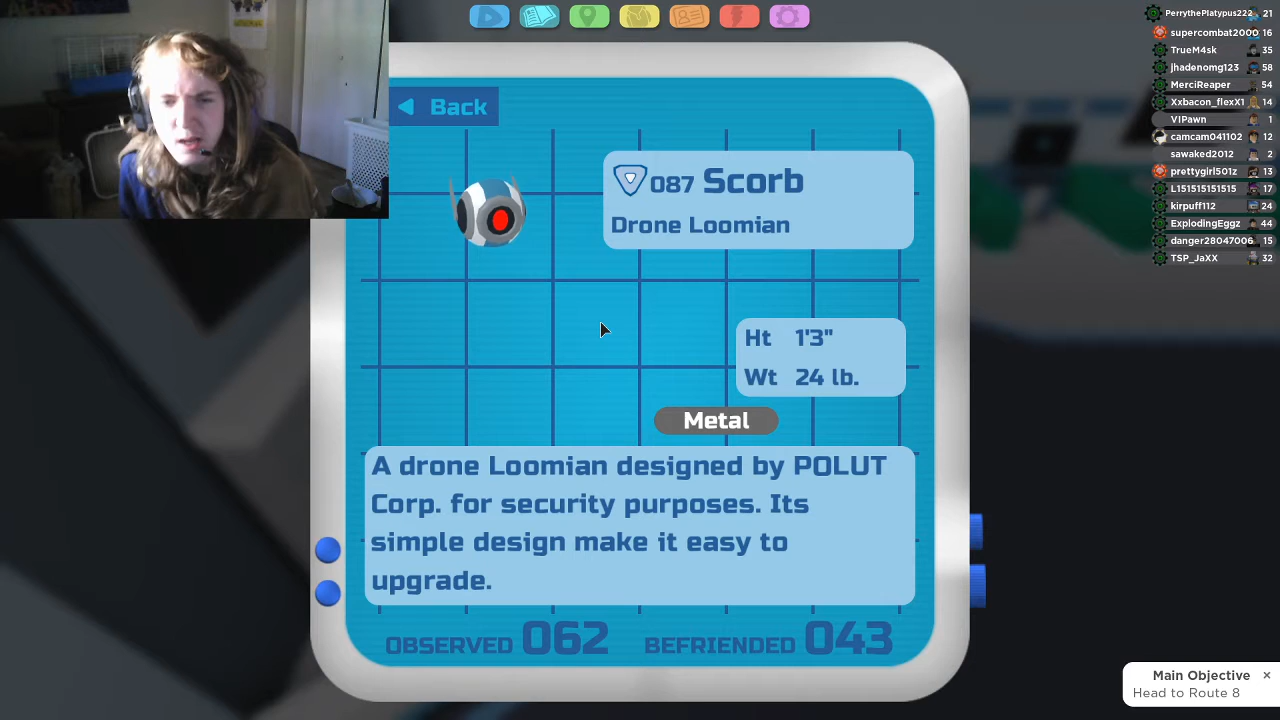 Back
087 Scorb
Drone Loomian
Ht 1'3"
Wt 24 lb.
Metal
A drone Loomian designed by POLUT
Corp. for security purposes. Its
simple design make it easy to
upgrade.
OBSERVED 062 BEFRIENDED 043
PerrythePlatypus222 21
supercombat2000 16
TrueM4sk 35
jhadenomg123 58
MerciReaper 54
Xxbacon_flexX1 14
VIPawn 1
camcam041102 12
sawaked2012 2
prettygirl501z 13
L151515151515 17
kirpuff112 24
ExplodingEggz 44
danger28047006 15
TSP_JaXX 32
Main Objective ×
Head to Route 8